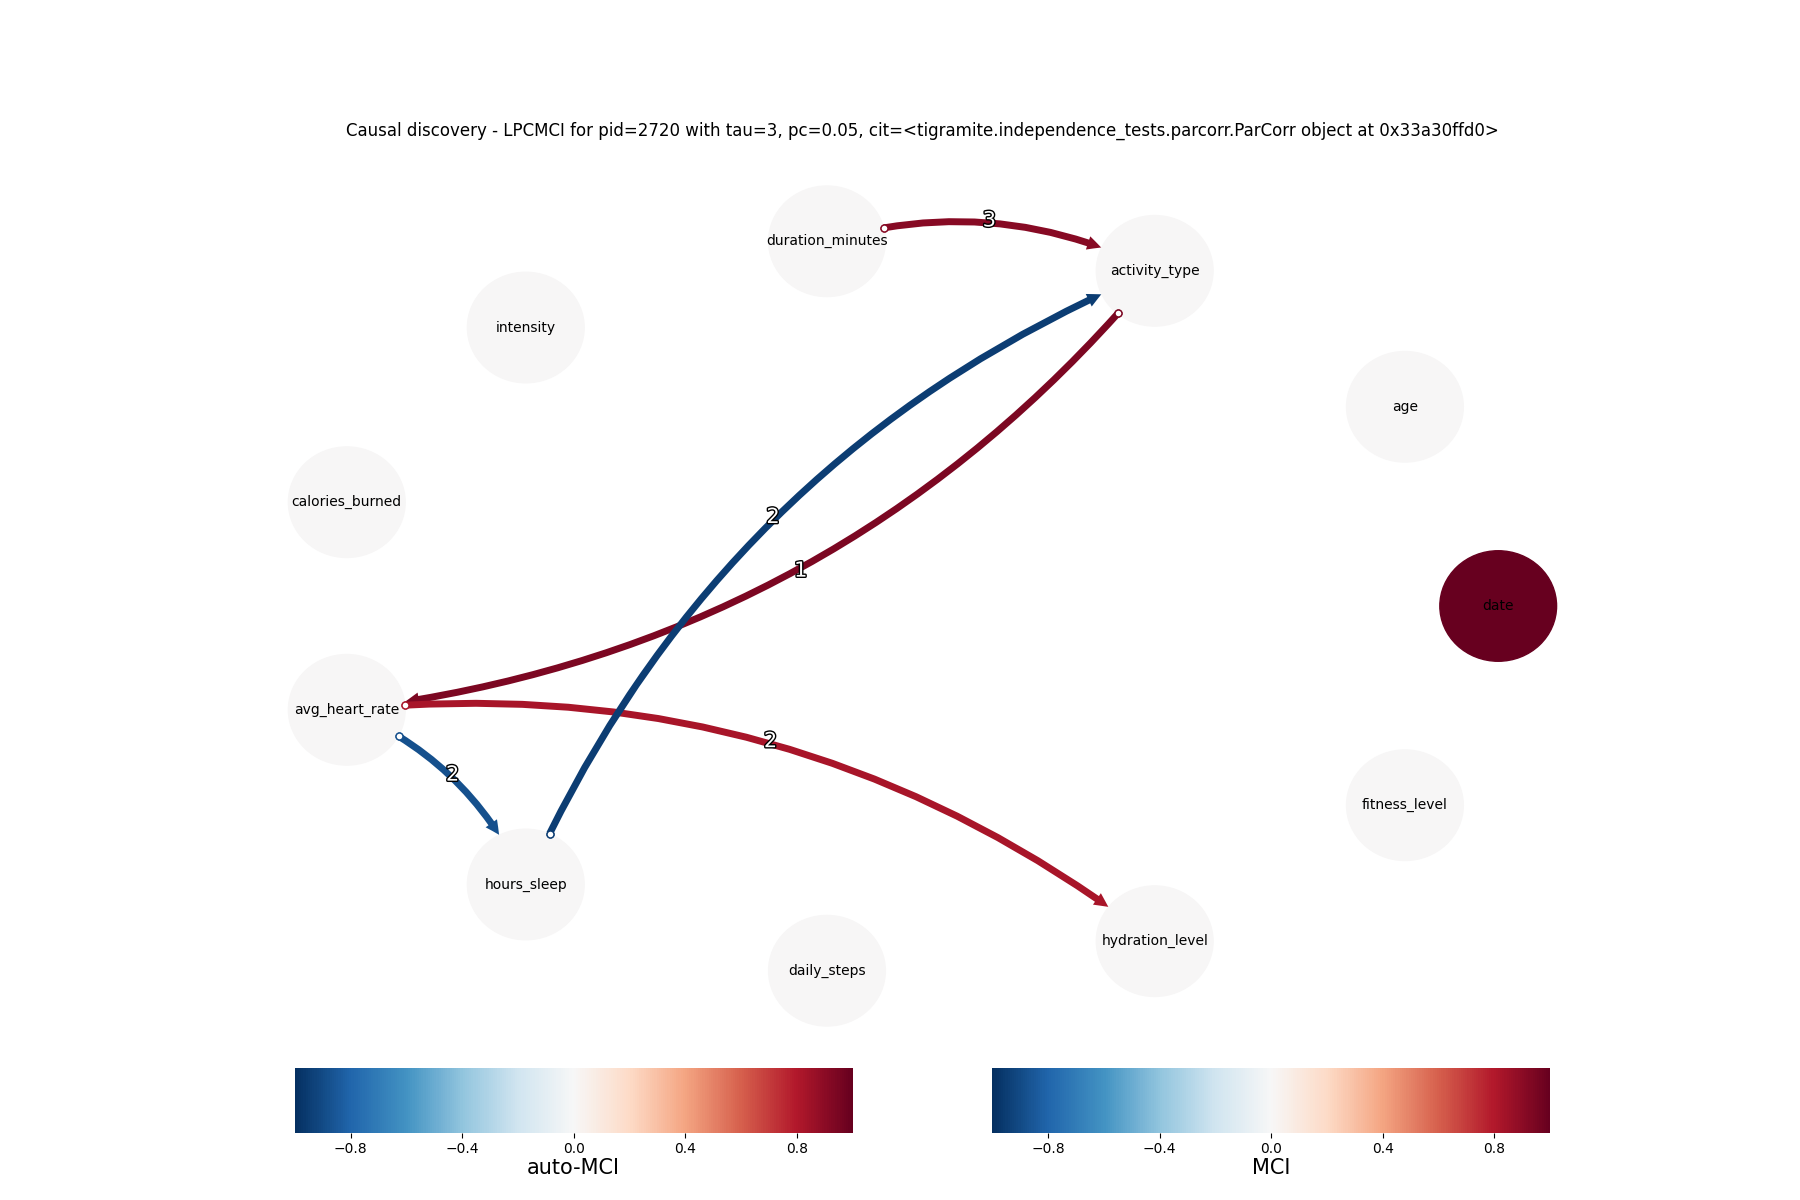 Causal discovery - LPCMCI for pid=2720 with tau=3, pc=0.05, cit=<tigramite.independence_tests.parcorr.ParCorr object at 0x33a30ffd0>
3
duration_minutes
activity_type
intensity
age
calories_burned
2
1
date
avg_heart_rate
2
2
fitness_level
hours_sleep
hydration_level
daily_steps
−0.8 −0.4 0.0 0.4 0.8
auto-MCI
−0.8 −0.4 0.0 0.4 0.8
MCI